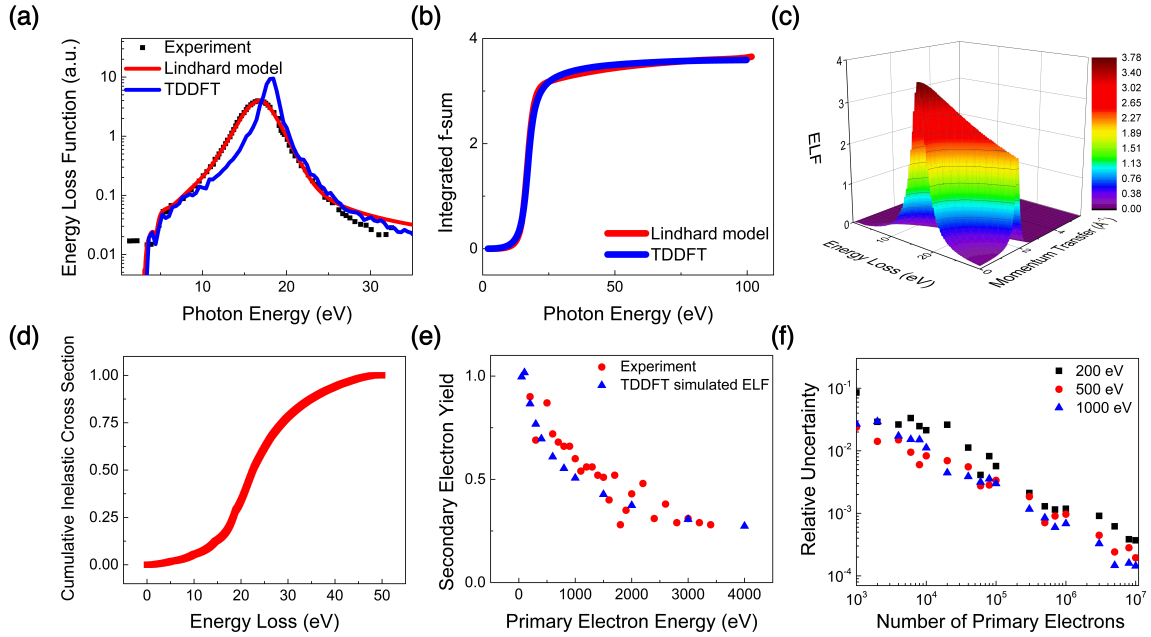 (a)
Energy Loss Function (a.u.)
10
1
0.1
0.01
Experiment
Lindhard model
TDDFT
10
20
30
Photon Energy (eV)
(b)
Integrated f-sum
4
2
0
Lindhard model
TDDFT
0
50
100
Photon Energy (eV)
(c)
ELF
4
3
2
1
0
10
20
Energy Loss (eV)
0
2
4
Momentum Transfer (Å⁻¹)
3.78
3.40
3.02
2.65
2.27
1.89
1.51
1.13
0.76
0.38
0.00
(d)
Cumulative Inelastic Cross Section
1.00
0.75
0.50
0.25
0.00
0
10
20
30
40
50
Energy Loss (eV)
(e)
Secondary Electron Yield
1.0
0.5
0.0
Experiment
TDDFT simulated ELF
0
1000
2000
3000
4000
Primary Electron Energy (eV)
(f)
Relative Uncertainty
10⁻¹
10⁻²
10⁻³
10⁻⁴
200 eV
500 eV
1000 eV
10³
10⁴
10⁵
10⁶
10⁷
Number of Primary Electrons